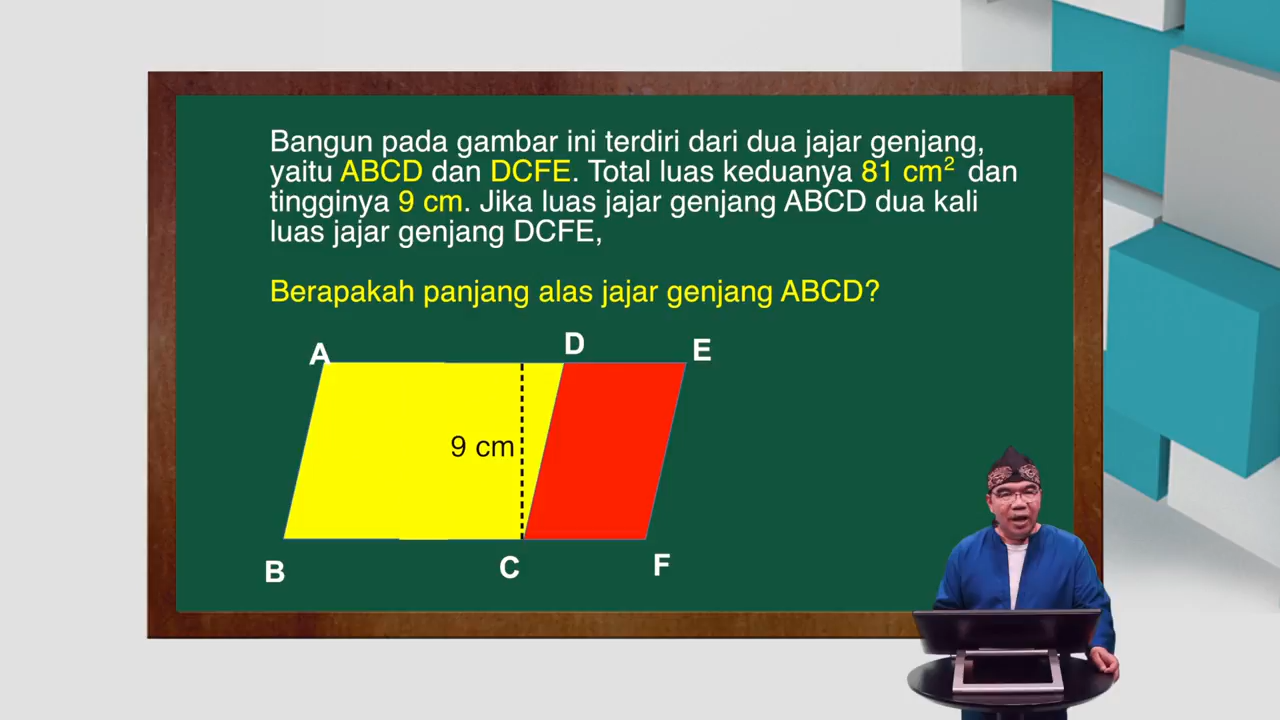 Bangun pada gambar ini terdiri dari dua jajar genjang,
yaitu ABCD dan DCFE. Total luas keduanya 81 cm² dan
tingginya 9 cm. Jika luas jajar genjang ABCD dua kali
luas jajar genjang DCFE,
Berapakah panjang alas jajar genjang ABCD?
A
D
E
9 cm
B
C
F